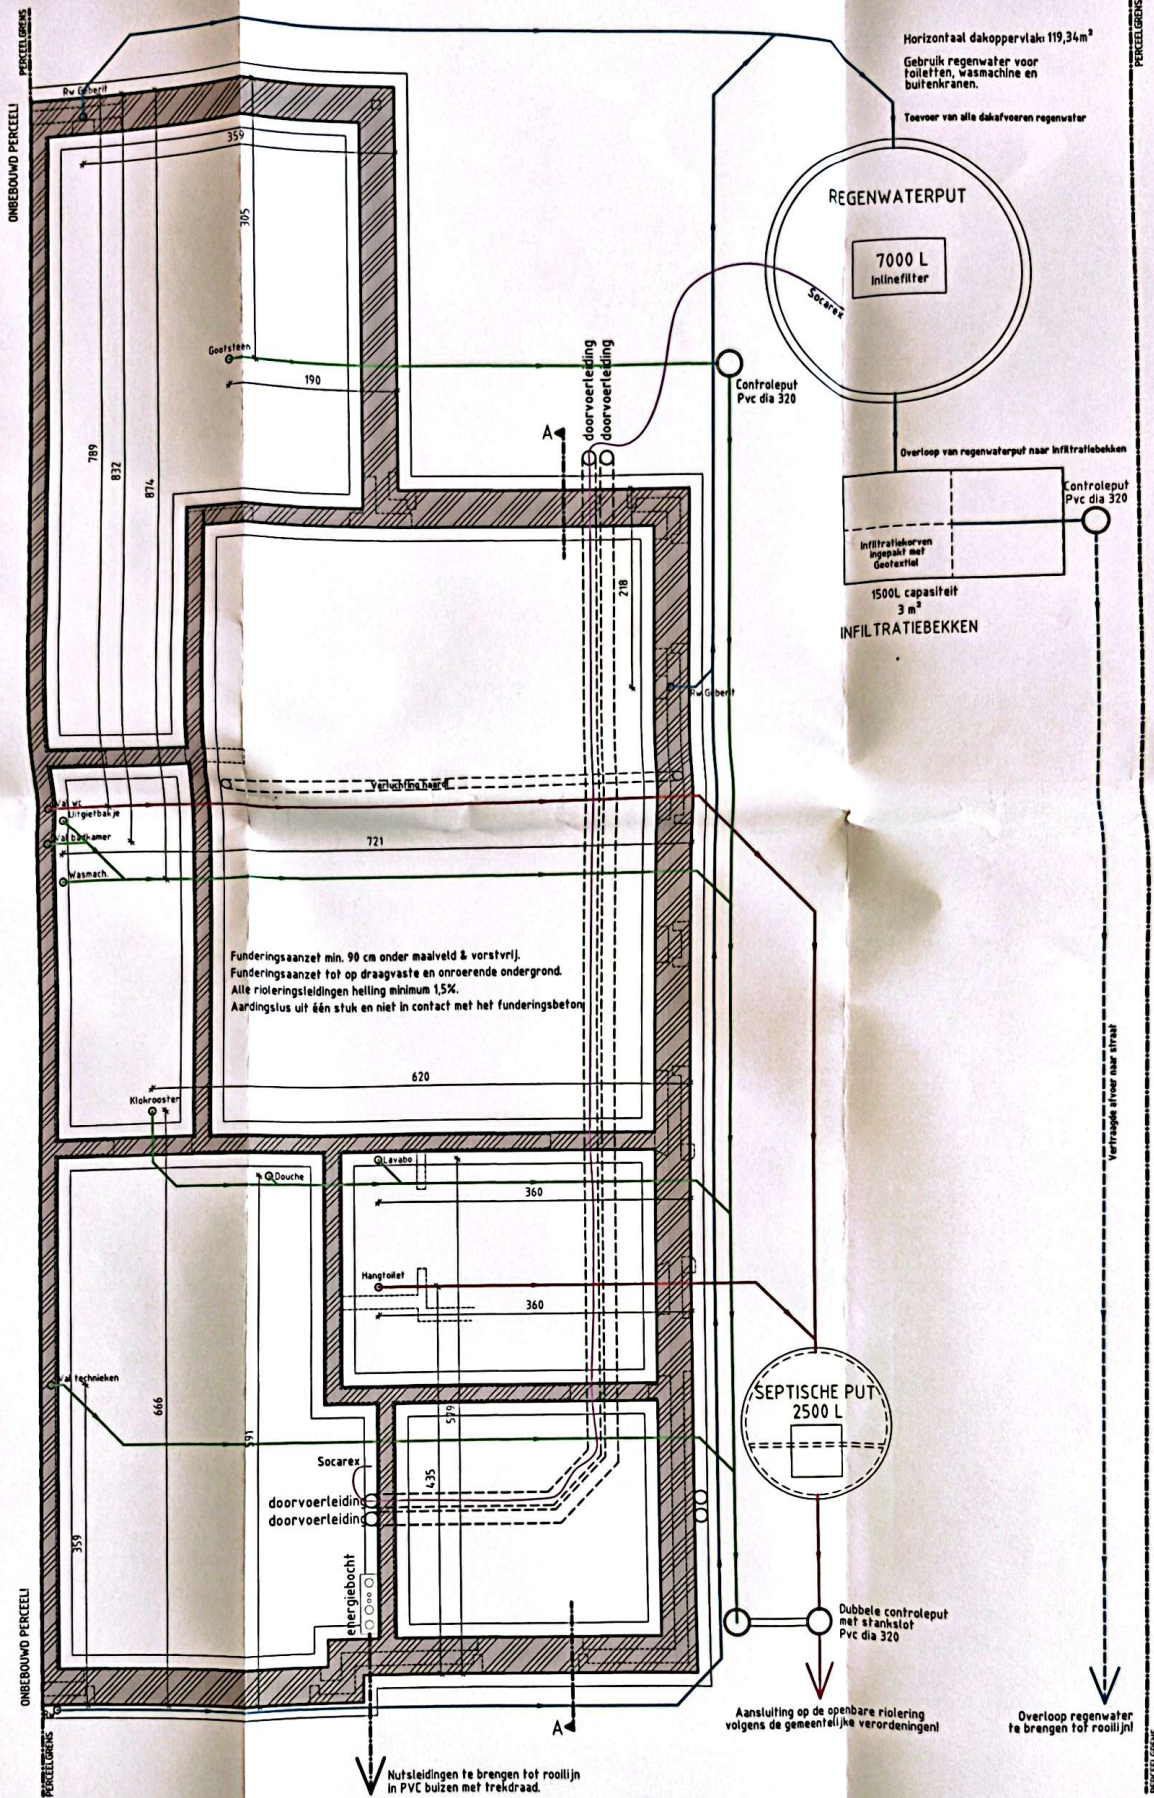 PERCEELGRENS
PERCEELGRENS
ONBEBOUWD PERCEEL!
Horizontaal dakoppervlak: 119,34m²
Gebruik regenwater voor
toiletten, wasmachine en
buitenkranen.
Toevoer van alle dakafvoeren regenwater
Rw Geberit
359
305
REGENWATERPUT
7000 L
Inlinefilter
Socarex
Gootsteen
190
doorvoerleiding
doorvoerleiding
Controleput
Pvc dia 320
A
789
832
874
Overloop van regenwaterput naar infiltratiebekken
Controleput
Pvc dia 320
Infiltratiekorven
ingepakt met
Geotextiel
1500L capasiteit
3 m²
INFILTRATIEBEKKEN
218
Rw Geberit
Verluchting haard
Val wc
Uitgietbakje
Val badkamer
721
Wasmach.
Funderingsaanzet min. 90 cm onder maaiveld & vorstvrij.
Funderingsaanzet tot op draagvaste en onroerende ondergrond.
Alle rioleringsleidingen helling minimum 1,5%.
Aardingslus uit één stuk en niet in contact met het funderingsbeton
Vertraagde afvoer naar straat
620
Klokrooster
Lavabo
Douche
360
Hangtoilet
360
Val technieken
666
591
579
435
359
SEPTISCHE PUT
2500 L
Socarex
doorvoerleiding
doorvoerleiding
energiebocht
Dubbele controleput
met stankslot
Pvc dia 320
ONBEBOUWD PERCEEL!
PERCEELGRENS
A
Aansluiting op de openbare riolering
volgens de gemeentelijke verordeningen!
Overloop regenwater
te brengen tot rooilijn!
Nutsleidingen te brengen tot rooilijn
in PVC buizen met trekdraad.
PERCEELGRENS